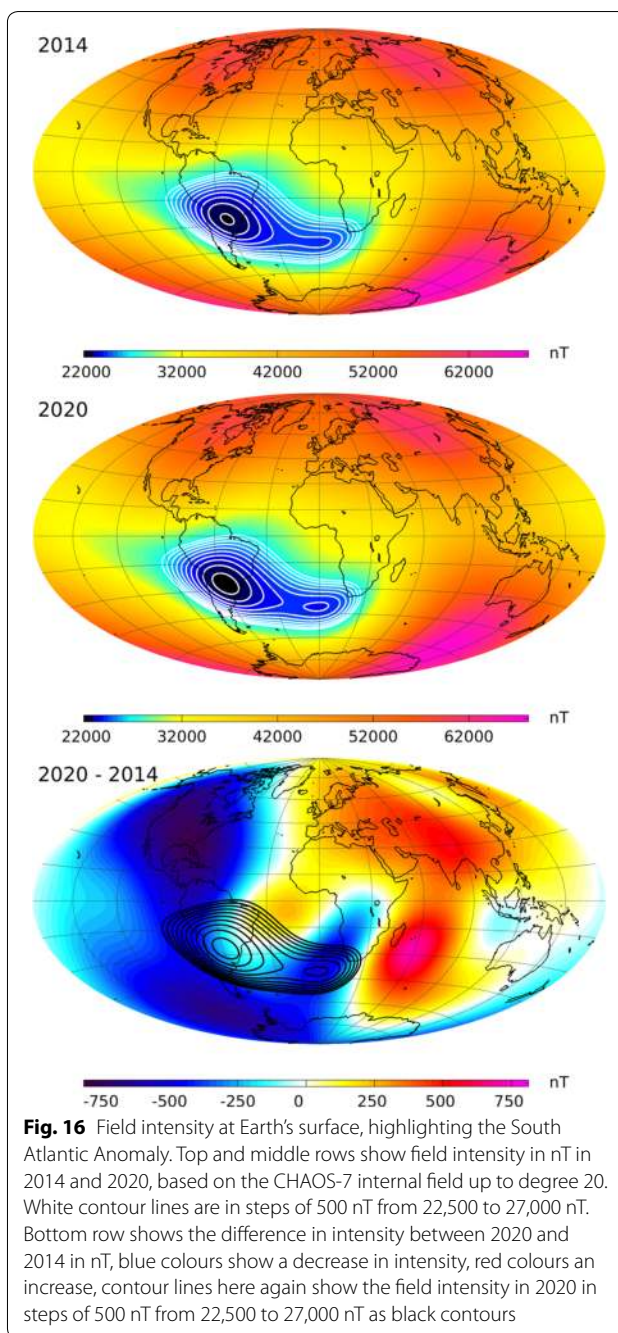 2014
nT
22000 32000 42000 52000 62000
2020
nT
22000 32000 42000 52000 62000
2020 - 2014
nT
-750 -500 -250 0 250 500 750
Fig. 16 Field intensity at Earth's surface, highlighting the South
Atlantic Anomaly. Top and middle rows show field intensity in nT in
2014 and 2020, based on the CHAOS-7 internal field up to degree 20.
White contour lines are in steps of 500 nT from 22,500 to 27,000 nT.
Bottom row shows the difference in intensity between 2020 and
2014 in nT, blue colours show a decrease in intensity, red colours an
increase, contour lines here again show the field intensity in 2020 in
steps of 500 nT from 22,500 to 27,000 nT as black contours